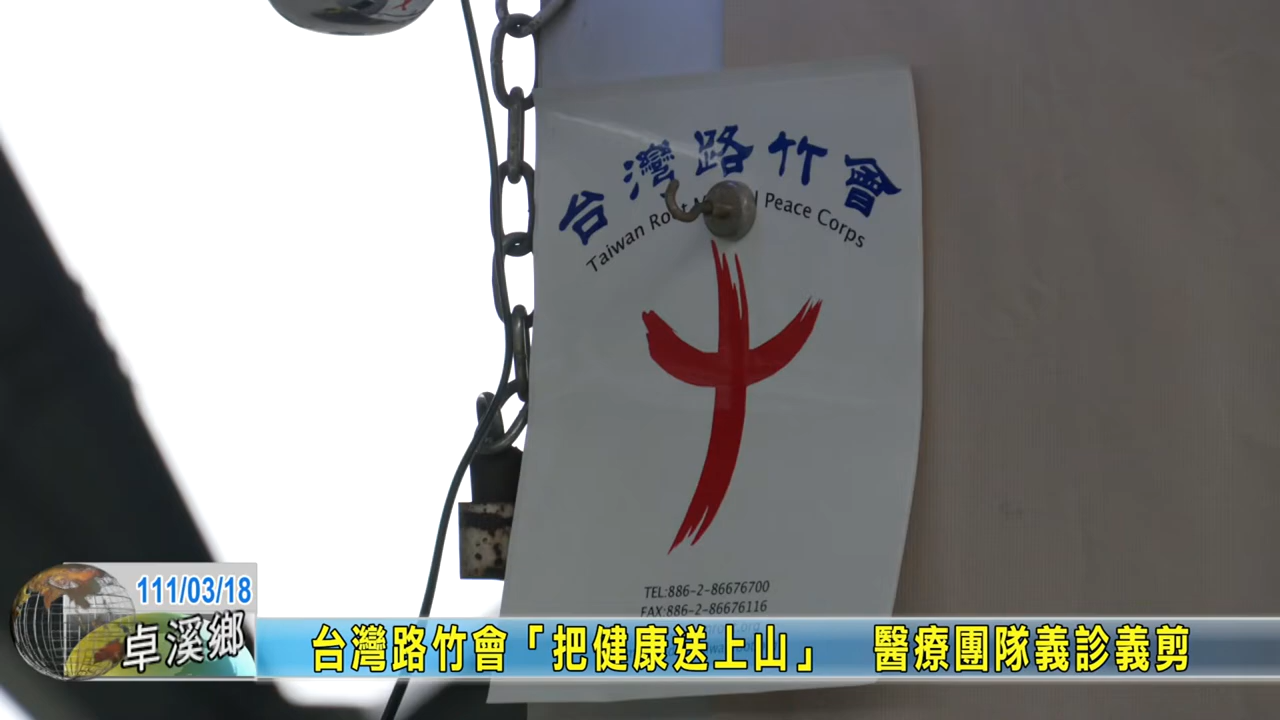 台灣路竹會
Taiwan Root Peace Corps
TEL:886-2-86676700
FAX:886-2-86676116
111/03/18
卓溪鄉
台灣路竹會「把健康送上山」 醫療團隊義診義剪